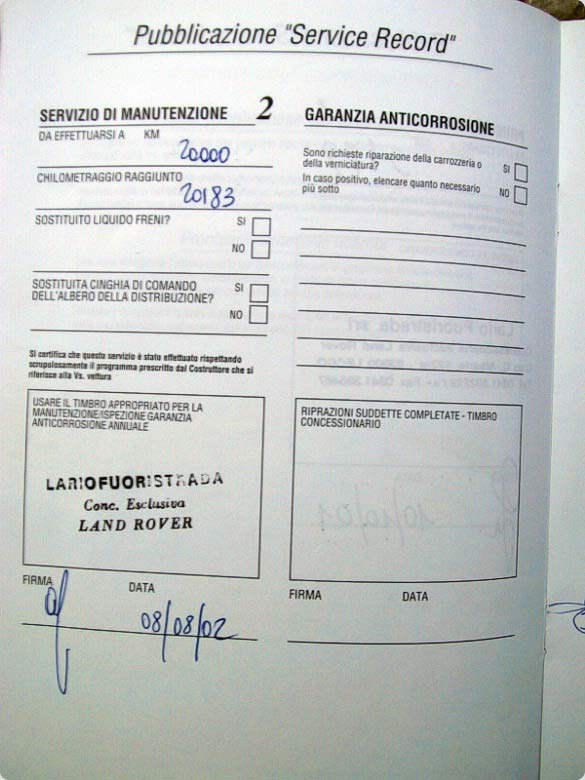 Pubblicazione "Service Record"
SERVIZIO DI MANUTENZIONE 2
DA EFFETTUARSI A KM
20000
CHILOMETRAGGIO RAGGIUNTO
20183
SOSTITUITO LIQUIDO FRENI? SI
NO
SOSTITUITA CINGHIA DI COMANDO SI
DELL'ALBERO DELLA DISTRIBUZIONE?
NO
Si certifica che questo servizio è stato effettuato rispettando
scrupolosamente il programma prescritto dal Costruttore che si
riferisce alla Vs. vettura
USARE IL TIMBRO APPROPRIATO PER LA
MANUTENZIONE/ISPEZIONE GARANZIA
ANTICORROSIONE ANNUALE
LARIOFUORISTRADA
Conc. Esclusiva
LAND ROVER
FIRMA DATA
08/08/02
GARANZIA ANTICORROSIONE
Sono richieste riparazione della carrozzeria o SI
della verniciatura?
In caso positivo, elencare quanto necessario NO
più sotto
RIPRAZIONI SUDDETTE COMPLETATE - TIMBRO
CONCESSIONARIO
FIRMA DATA